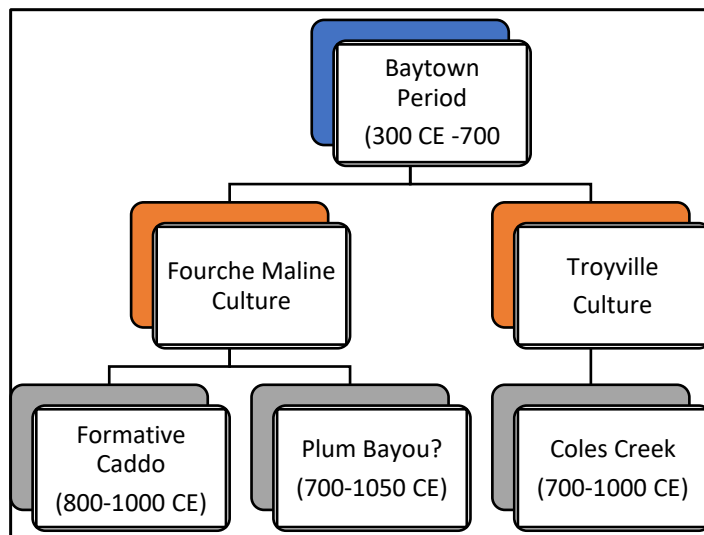 Baytown
Period
(300 CE -700
Fourche Maline
Culture
Troyville
Culture
Formative
Caddo
(800-1000 CE)
Plum Bayou?
(700-1050 CE)
Coles Creek
(700-1000 CE)